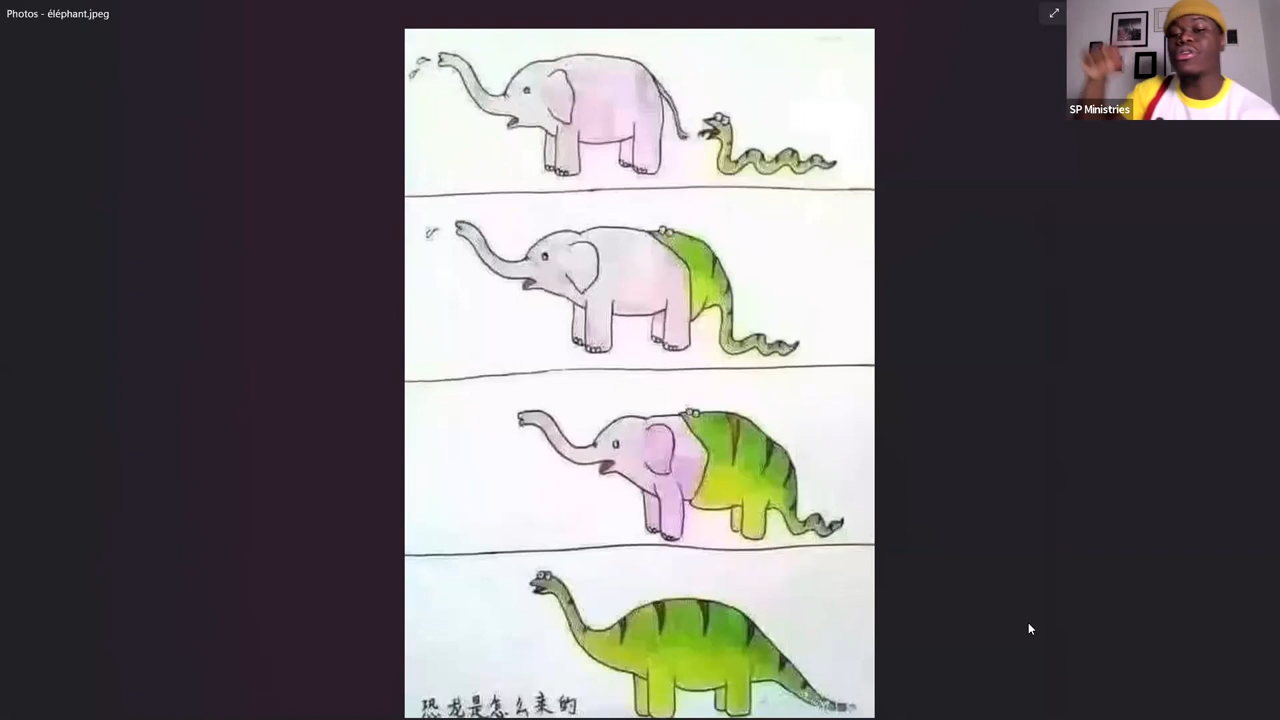 Photos - éléphant.jpeg
SP Ministries
恐龙是怎么来的